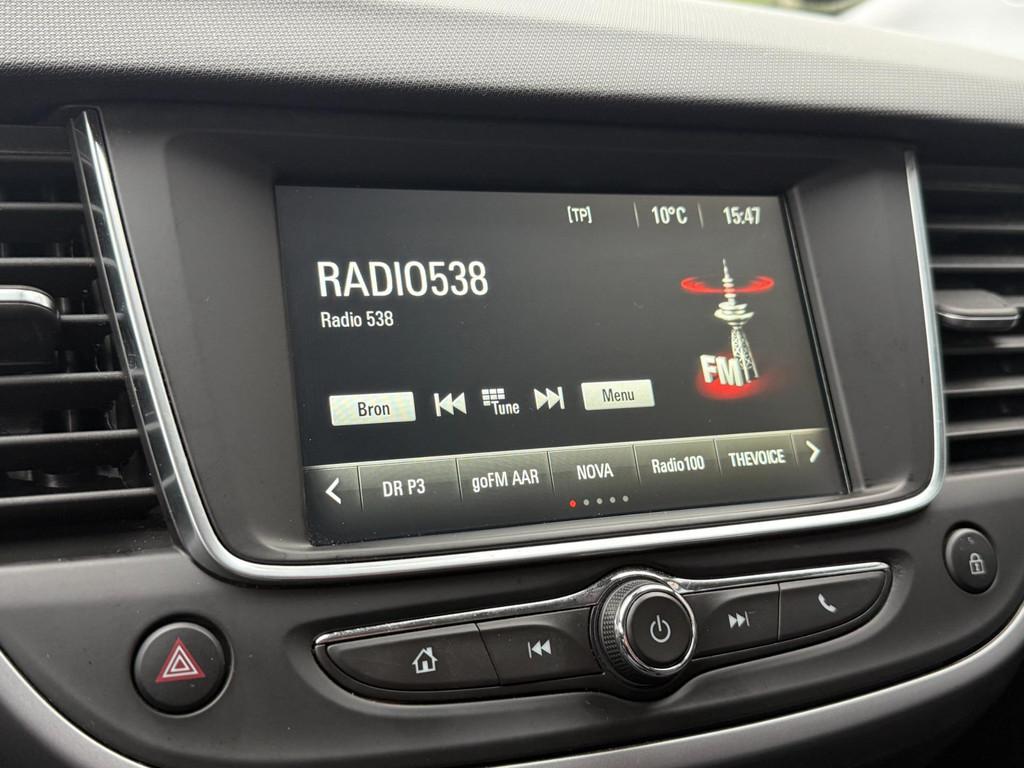 [TP] 10°C 15:47
RADIO538
Radio 538
FM
Bron Tune Menu
DR P3 goFM AAR NOVA Radio100 THEVOICE